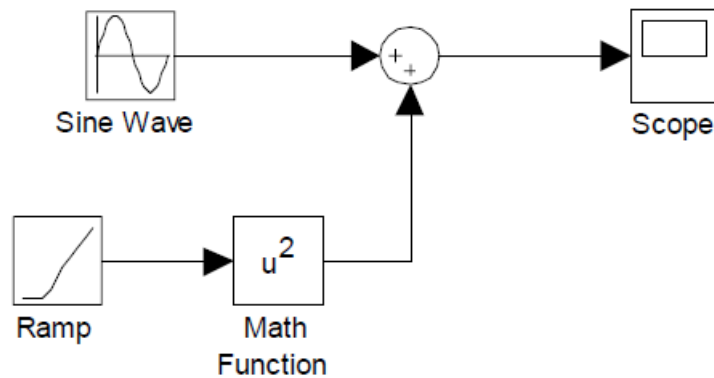 +
+
Sine Wave
Scope
u²
Ramp
Math
Function